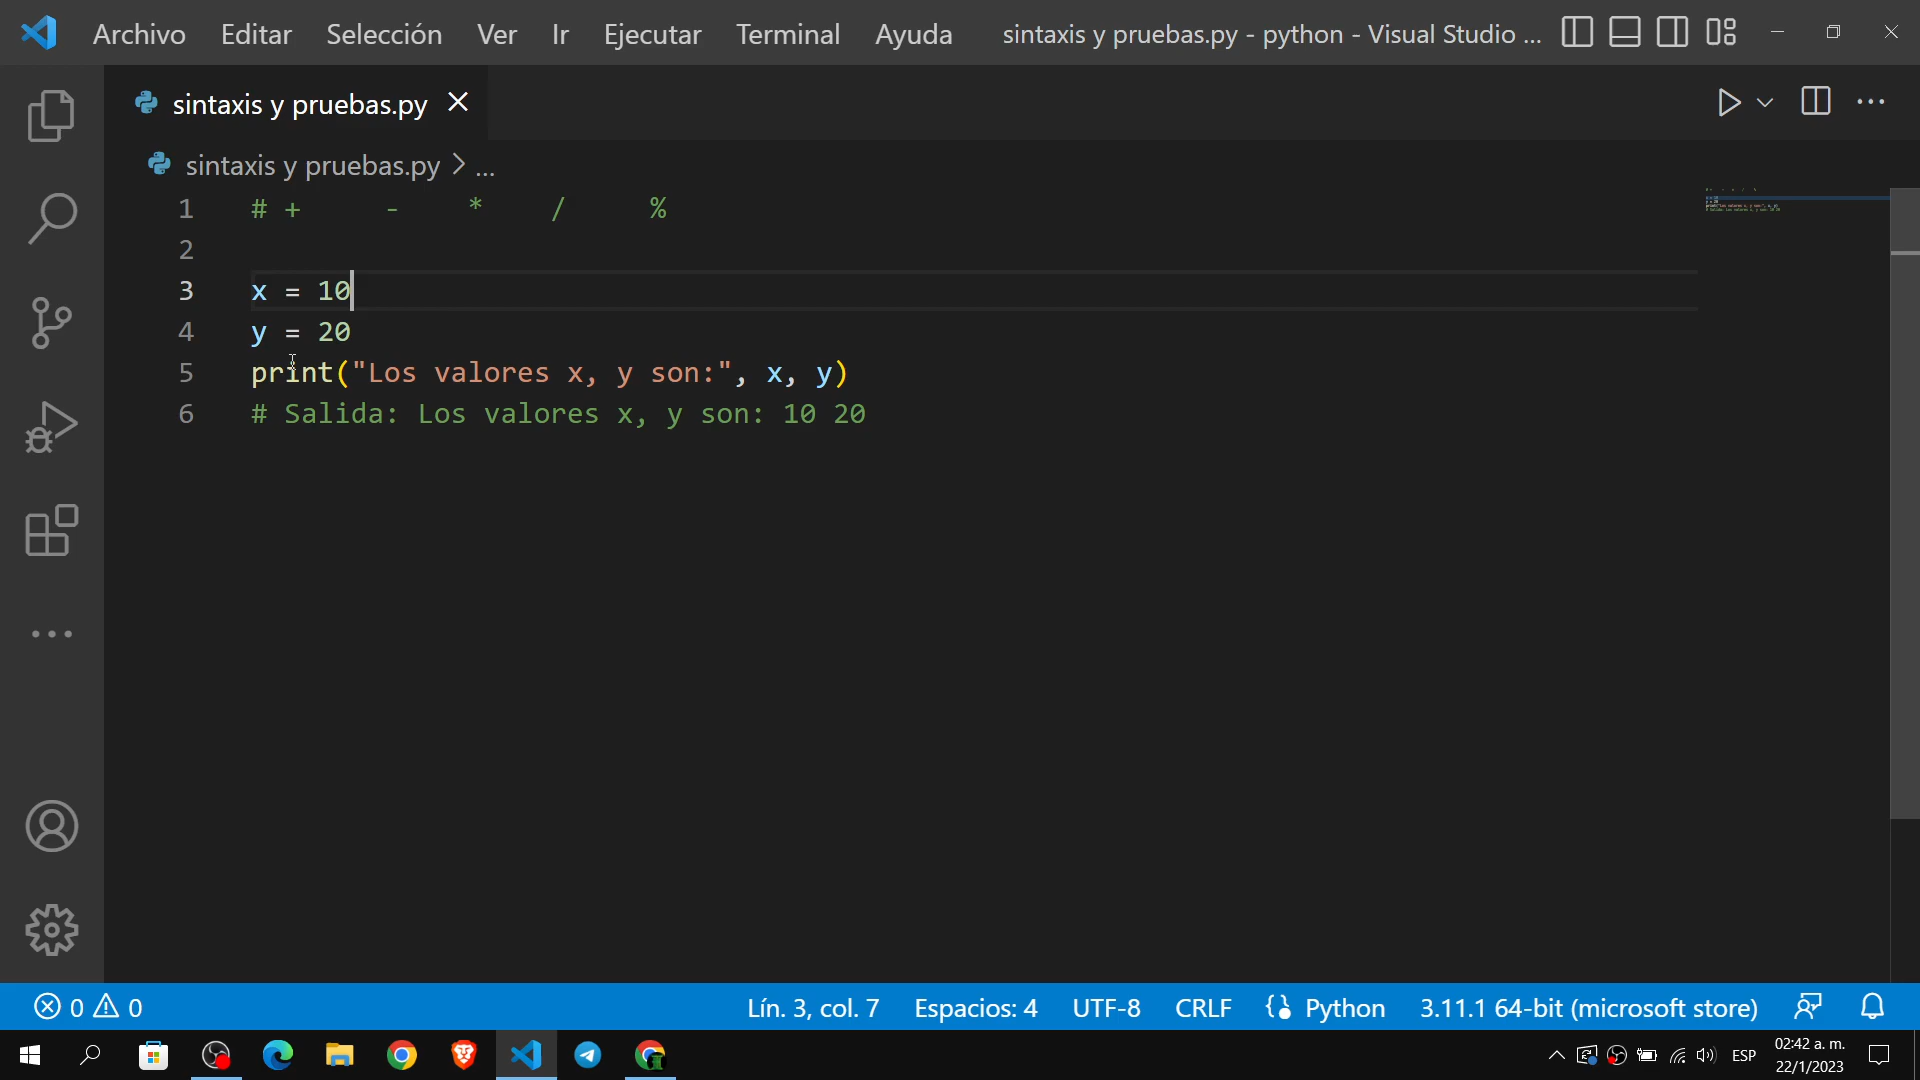 Archivo Editar Selección Ver Ir Ejecutar Terminal Ayuda sintaxis y pruebas.py - python - Visual Studio ...
sintaxis y pruebas.py
sintaxis y pruebas.py > ...
1 # + - * / %
2
3 x = 10
4 y = 20
5 print("Los valores x, y son:", x, y)
6 # Salida: Los valores x, y son: 10 20
0 0 Lín. 3, col. 7 Espacios: 4 UTF-8 CRLF Python 3.11.1 64-bit (microsoft store)
ESP 02:42 a. m.
22/1/2023